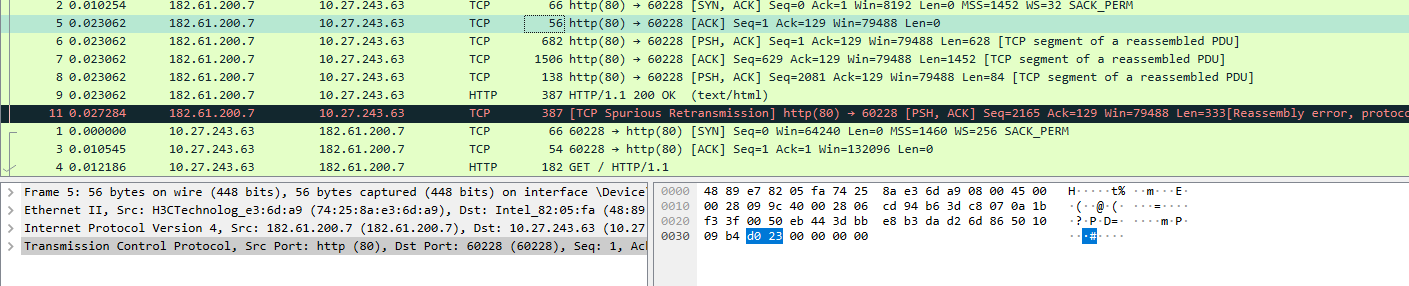 2 0.010254 182.61.200.7 10.27.243.63 TCP 66 http(80) → 60228 [SYN, ACK] Seq=0 Ack=1 Win=8192 Len=0 MSS=1452 WS=32 SACK_PERM
5 0.023062 182.61.200.7 10.27.243.63 TCP 56 http(80) → 60228 [ACK] Seq=1 Ack=129 Win=79488 Len=0
6 0.023062 182.61.200.7 10.27.243.63 TCP 682 http(80) → 60228 [PSH, ACK] Seq=1 Ack=129 Win=79488 Len=628 [TCP segment of a reassembled PDU]
7 0.023062 182.61.200.7 10.27.243.63 TCP 1506 http(80) → 60228 [ACK] Seq=629 Ack=129 Win=79488 Len=1452 [TCP segment of a reassembled PDU]
8 0.023062 182.61.200.7 10.27.243.63 TCP 138 http(80) → 60228 [PSH, ACK] Seq=2081 Ack=129 Win=79488 Len=84 [TCP segment of a reassembled PDU]
9 0.023062 182.61.200.7 10.27.243.63 HTTP 387 HTTP/1.1 200 OK (text/html)
11 0.027284 182.61.200.7 10.27.243.63 TCP 387 [TCP Spurious Retransmission] http(80) → 60228 [PSH, ACK] Seq=2165 Ack=129 Win=79488 Len=333[Reassembly error, protoco
1 0.000000 10.27.243.63 182.61.200.7 TCP 66 60228 → http(80) [SYN] Seq=0 Win=64240 Len=0 MSS=1460 WS=256 SACK_PERM
3 0.010545 10.27.243.63 182.61.200.7 TCP 54 60228 → http(80) [ACK] Seq=1 Ack=1 Win=132096 Len=0
4 0.012186 10.27.243.63 182.61.200.7 HTTP 182 GET / HTTP/1.1
Frame 5: 56 bytes on wire (448 bits), 56 bytes captured (448 bits) on interface \Device
Ethernet II, Src: H3CTechnolog_e3:6d:a9 (74:25:8a:e3:6d:a9), Dst: Intel_82:05:fa (48:89
Internet Protocol Version 4, Src: 182.61.200.7 (182.61.200.7), Dst: 10.27.243.63 (10.27
Transmission Control Protocol, Src Port: http (80), Dst Port: 60228 (60228), Seq: 1, Ack
0000 48 89 e7 82 05 fa 74 25 8a e3 6d a9 08 00 45 00 H·····t% ··m···E·
0010 00 28 09 9c 40 00 28 06 cd 94 b6 3d c8 07 0a 1b ·(··@·(· ···=····
0020 f3 3f 00 50 eb 44 3d bb e8 b3 da d2 6d 86 50 10 ·?·P·D=· ····m·P·
0030 09 b4 d0 23 00 00 00 00 ···#····